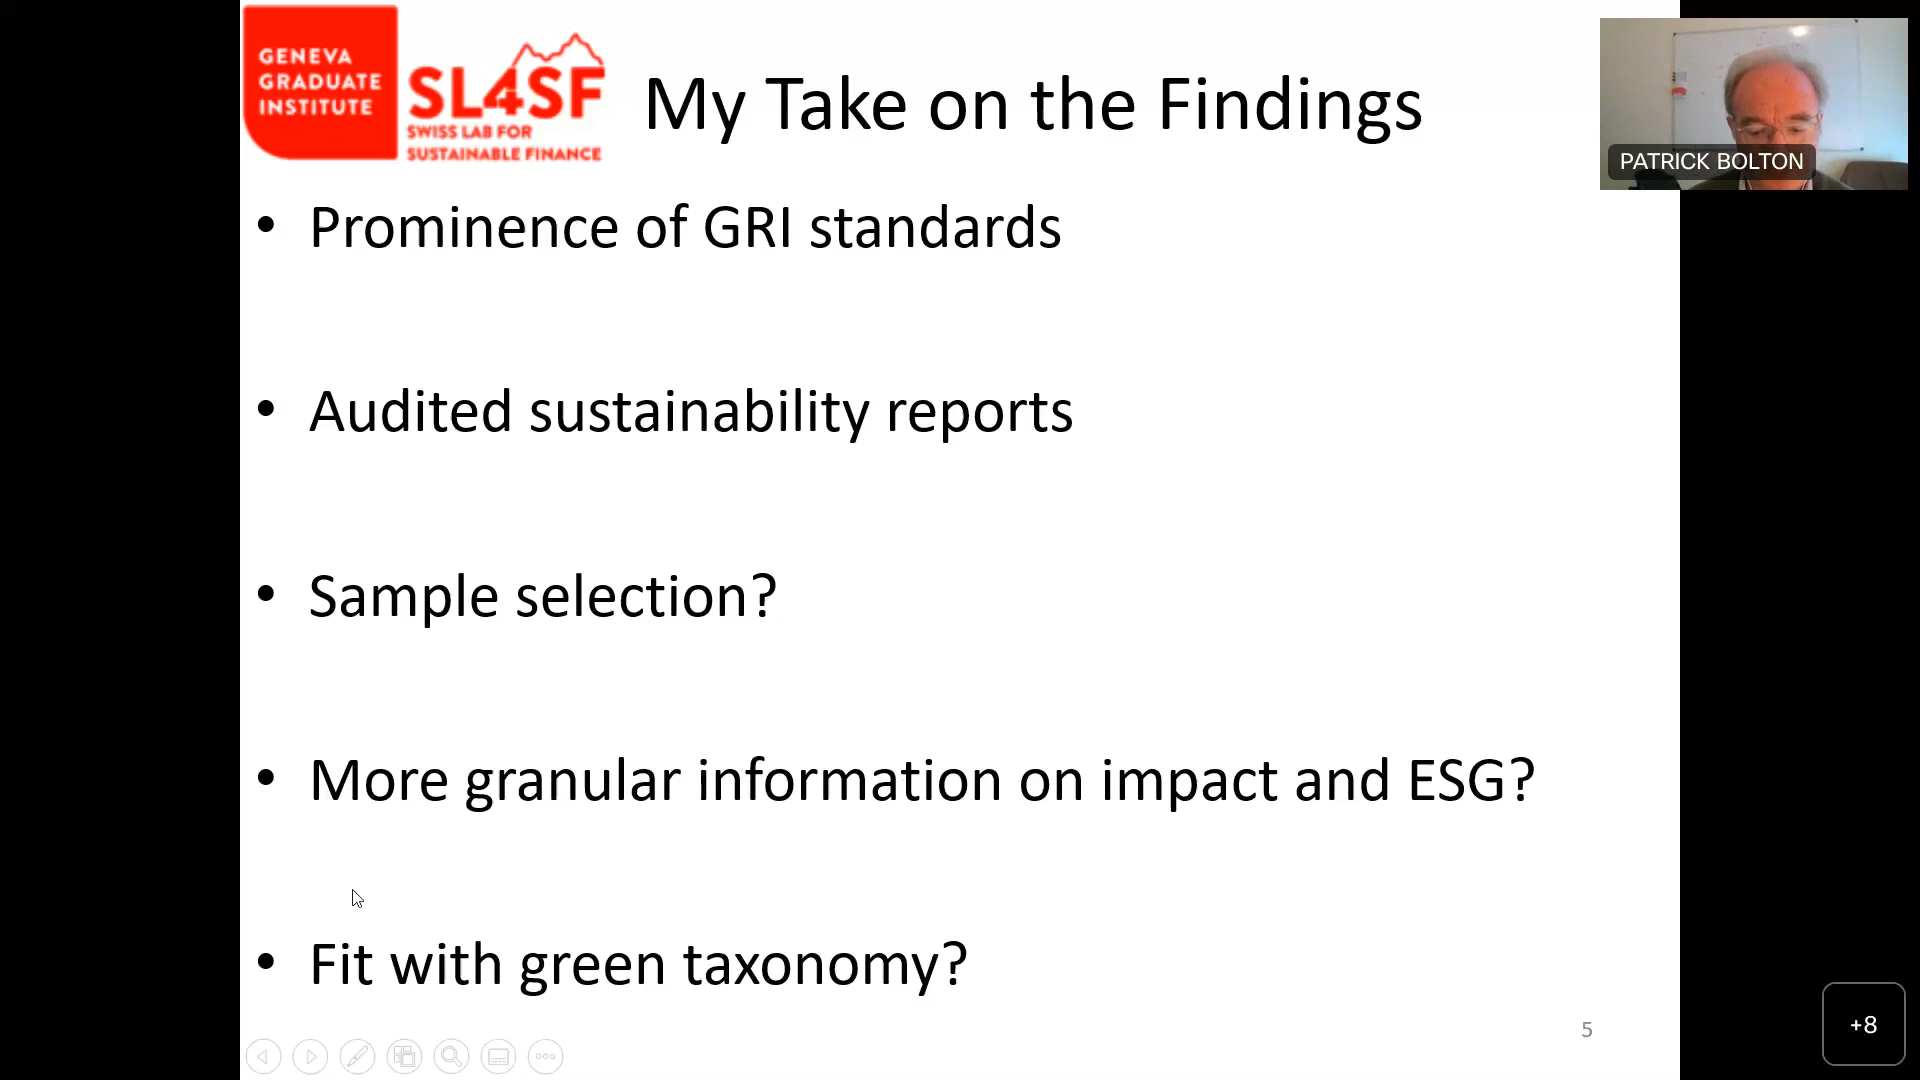 GENEVA
GRADUATE
INSTITUTE
SL4SF
SWISS LAB FOR
SUSTAINABLE FINANCE
My Take on the Findings
PATRICK BOLTON
• Prominence of GRI standards
• Audited sustainability reports
• Sample selection?
• More granular information on impact and ESG?
• Fit with green taxonomy?
5
+8